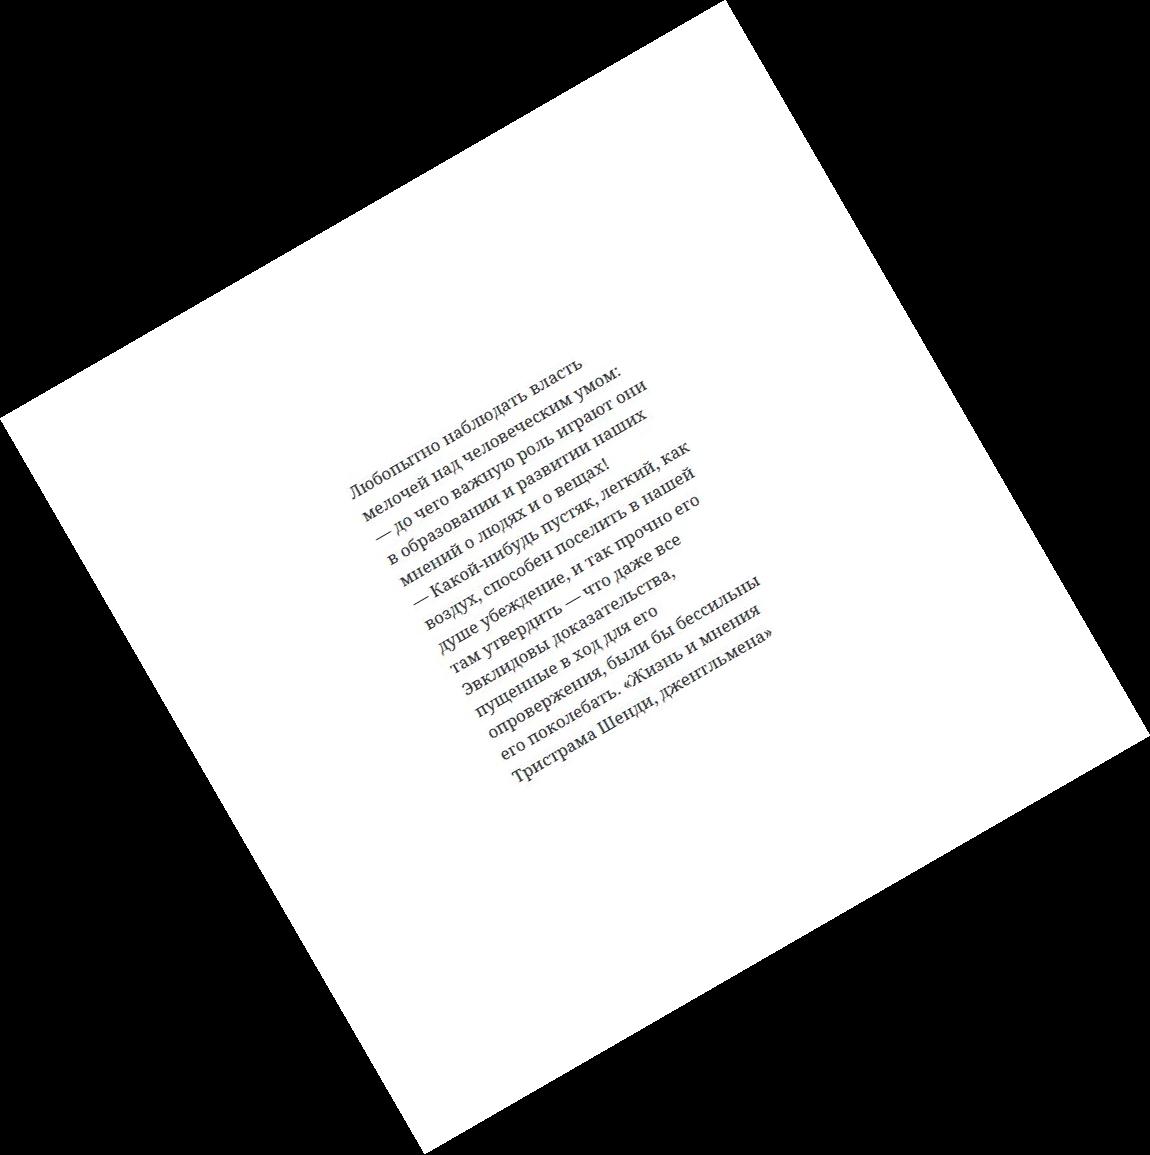 Любопытно наблюдать власть
мелочей над человеческим умом:
— до чего важную роль играют они
в образовании и развитии наших
мнений о людях и о вещах!
— Какой-нибудь пустяк, легкий, как
воздух, способен поселить в нашей
душе убеждение, и так прочно его
там утвердить — что даже все
Эвклидовы доказательства,
пущенные в ход для его
опровержения, были бы бессильны
его поколебать. «Жизнь и мнения
Тристрама Шенди, джентльмена»